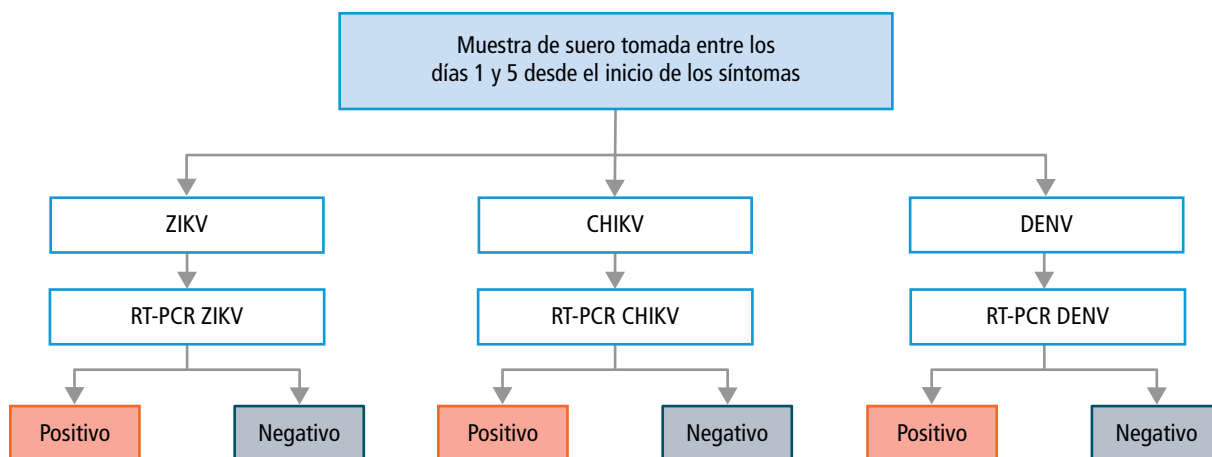 Muestra de suero tomada entre los
días 1 y 5 desde el inicio de los síntomas
ZIKV
CHIKV
DENV
RT-PCR ZIKV
RT-PCR CHIKV
RT-PCR DENV
Positivo
Negativo
Positivo
Negativo
Positivo
Negativo